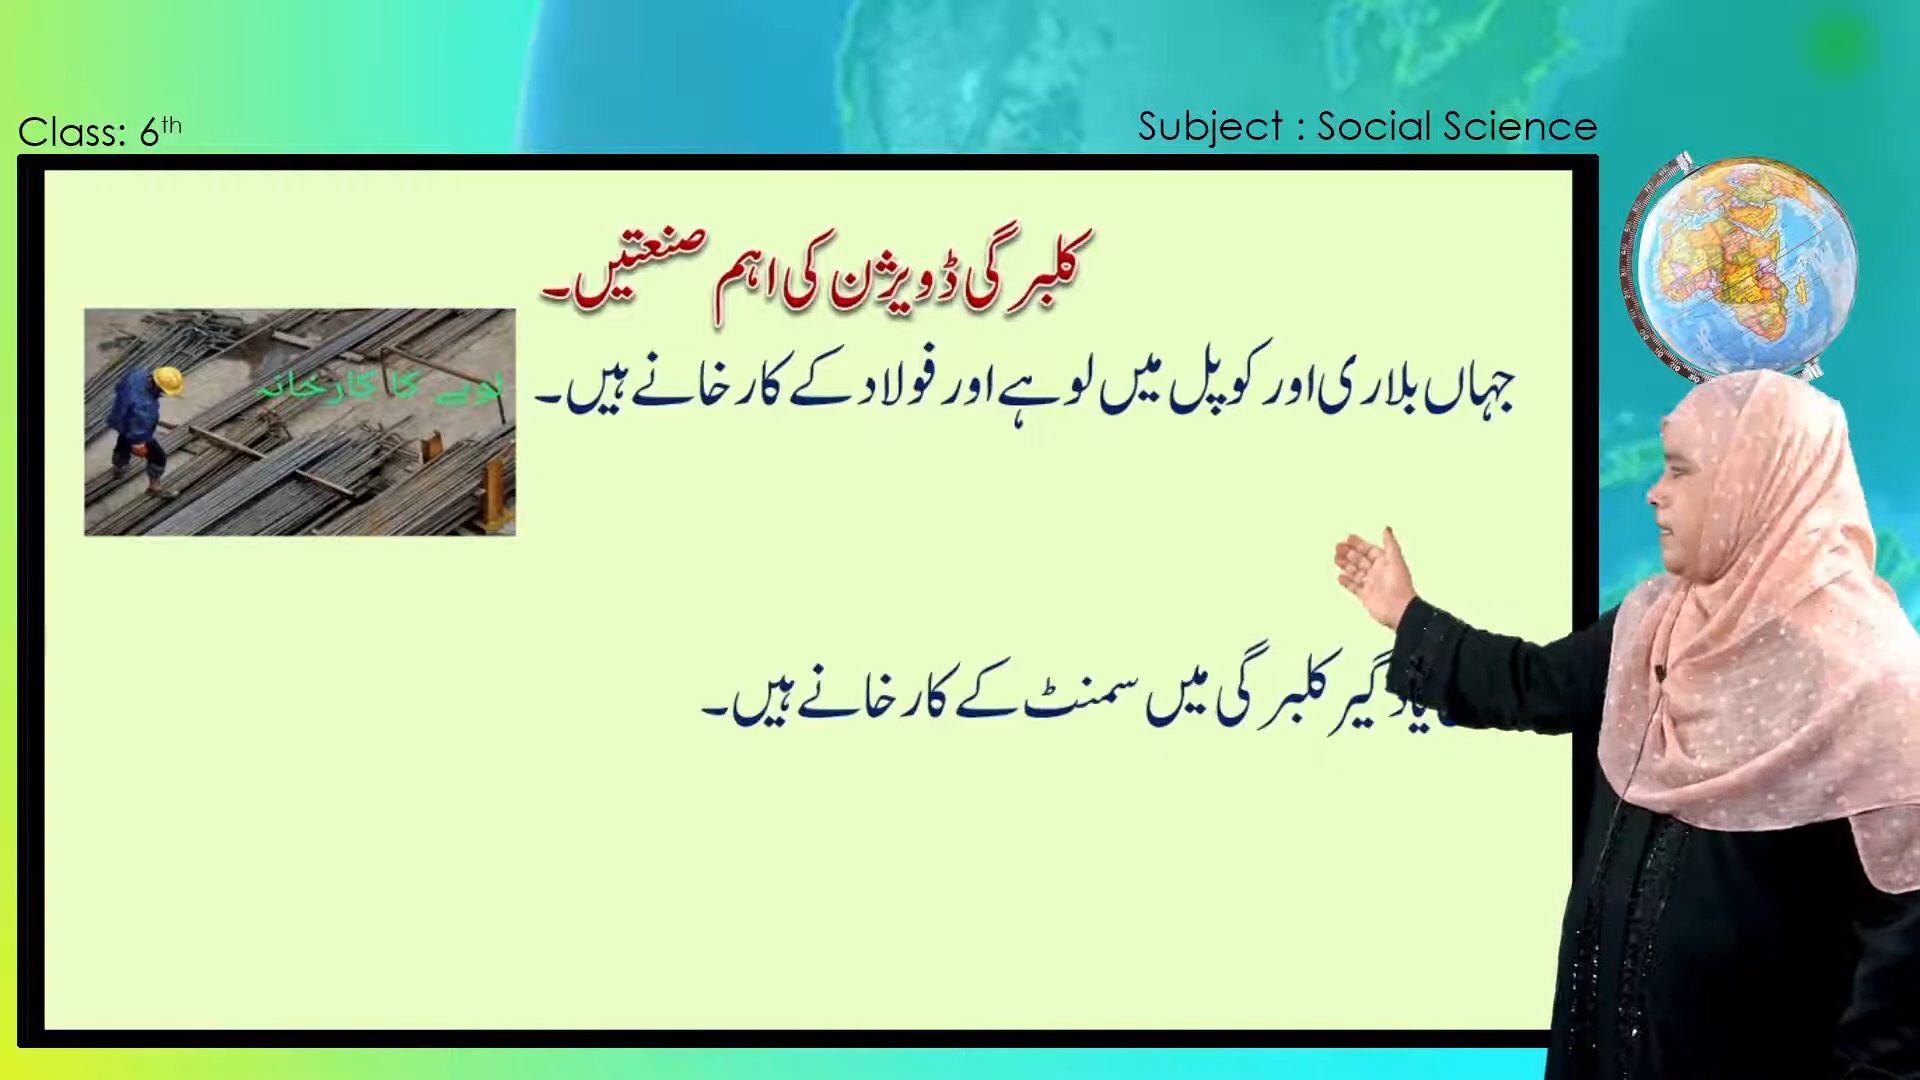 Class: 6th
Subject : Social Science
کلبرگی ڈویژن کی اہم صنعتیں۔
جہاں بلاری اور کوپل میں لوہے اور فولاد کے کارخانے ہیں۔
لوہے کا کارخانہ
یادگیر کلبرگی میں سمنٹ کے کارخانے ہیں۔